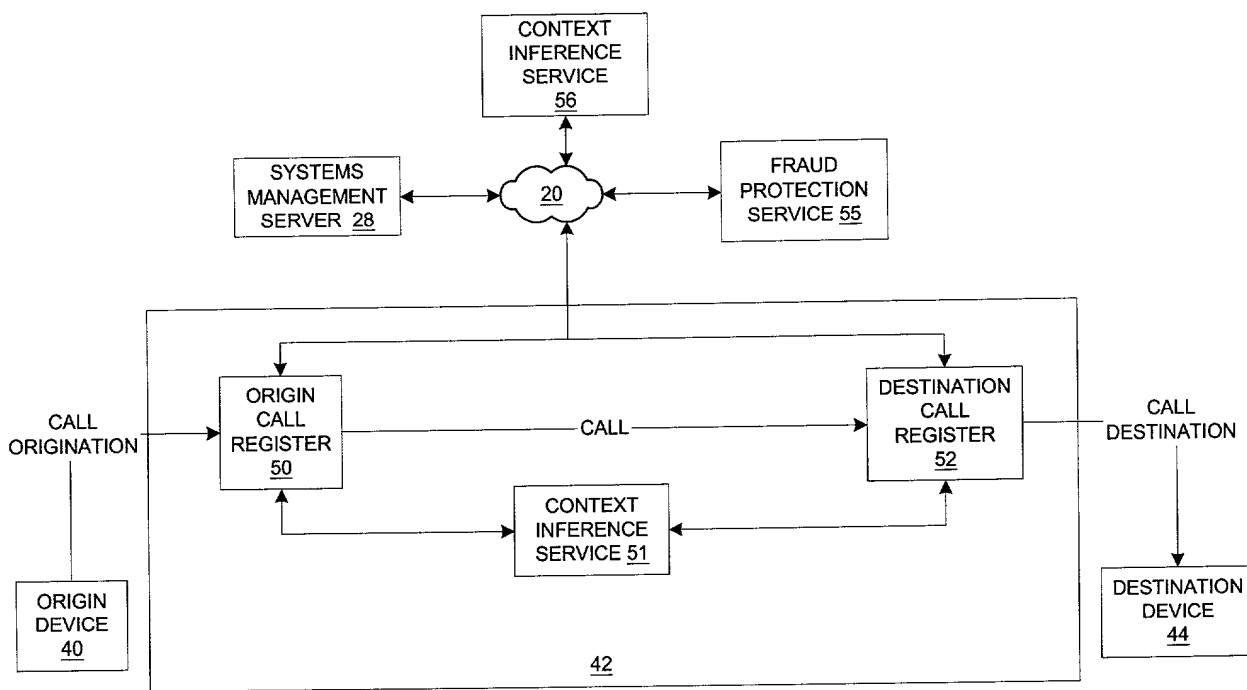 CONTEXT
INFERENCE
SERVICE
56
SYSTEMS
MANAGEMENT
SERVER 28
20
FRAUD
PROTECTION
SERVICE 55
ORIGIN
CALL
REGISTER
50
DESTINATION
CALL
REGISTER
52
CALL
ORIGINATION
CALL
CALL
DESTINATION
CONTEXT
INFERENCE
SERVICE 51
ORIGIN
DEVICE
40
DESTINATION
DEVICE
44
42